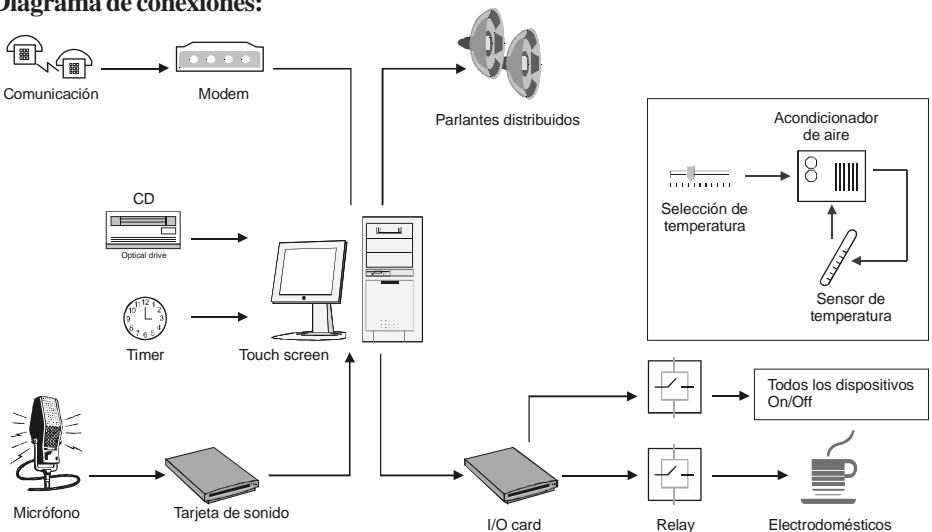 Diagrama de conexiones:
Comunicación
Modem
Parlantes distribuidos
Acondicionador
de aire
Selección de
temperatura
Sensor de
temperatura
CD
Optical drive
Timer
Touch screen
Todos los dispositivos
On/Off
Micrófono
Tarjeta de sonido
I/O card
Relay
Electrodomésticos